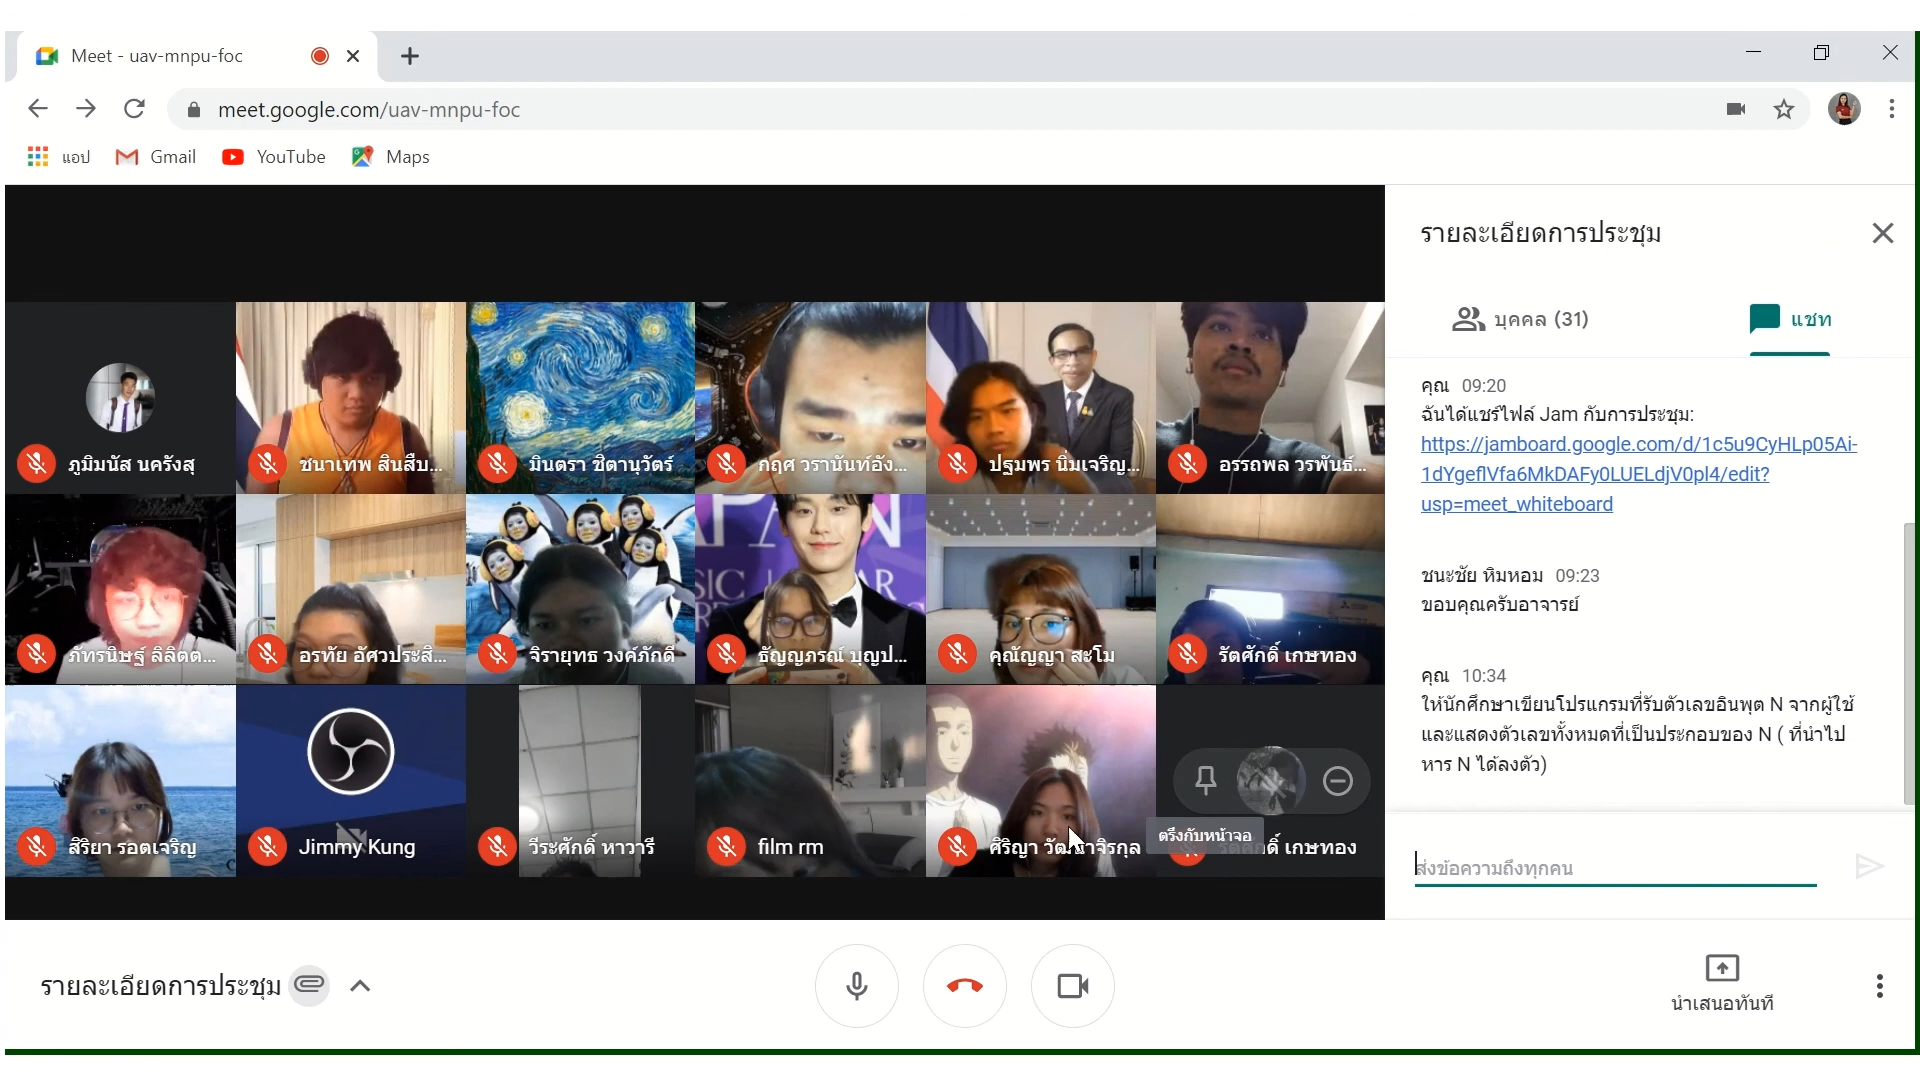 Meet - uav-mnpu-foc
meet.google.com/uav-mnpu-foc
แอป
Gmail
YouTube
Maps
รายละเอียดการประชุม
บุคคล (31)
แชท
คุณ 09:20
ฉันได้แชร์ไฟล์ Jam กับการประชุม:
https://jamboard.google.com/d/1c5u9CyHLp05Ai-
1dYgeflVfa6MkDAFy0LUELdjV0pl4/edit?
usp=meet_whiteboard
ชนะชัย หิมหอม 09:23
ขอบคุณครับอาจารย์
คุณ 10:34
ให้นักศึกษาเขียนโปรแกรมที่รับตัวเลขอินพุต N จากผู้ใช้
และแสดงตัวเลขทั้งหมดที่เป็นประกอบของ N ( ที่นำไป
หาร N ได้ลงตัว)
ส่งข้อความถึงทุกคน
ภูมิมนัส นครังสุ
ชนาเทพ สินสืบ...
มินตรา ชิตานุวัตร์
กฤศ วรานันท์อัง...
ปฐมพร นิ่มเจริญ...
อรรถพล วรพันธ์...
ภัทรนิษฐ์ ลิลิตต...
อรทัย อัศวประสิ...
จิรายุทธ วงค์ภักดี
ธัญญภรณ์ บุญป...
คุณัญญา สะโม
รัตศักดิ์ เกษทอง
สิริยา รอตเจริญ
Jimmy Kung
วีระศักดิ์ หาวารี
film rm
ศิริญา
ตรึงกับหน้าจอ
เกษทอง
รายละเอียดการประชุม
นำเสนอทันที